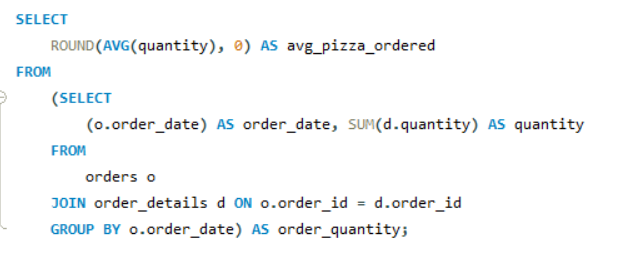 SELECT
ROUND(AVG(quantity), 0) AS avg_pizza_ordered
FROM
(SELECT
(o.order_date) AS order_date, SUM(d.quantity) AS quantity
FROM
orders o
JOIN order_details d ON o.order_id = d.order_id
GROUP BY o.order_date) AS order_quantity;